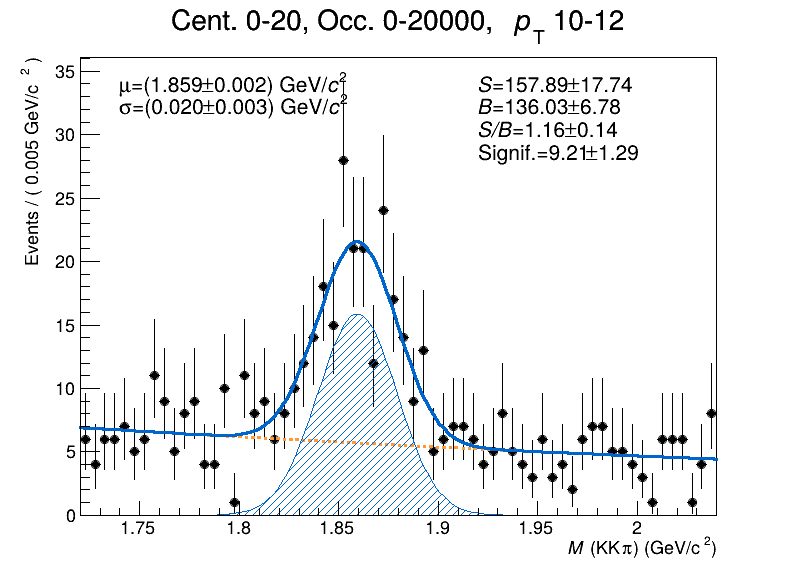 Cent. 0-20, Occ. 0-20000, p_T 10-12
μ=(1.859±0.002) GeV/c²
σ=(0.020±0.003) GeV/c²
S=157.89±17.74
B=136.03±6.78
S/B=1.16±0.14
Signif.=9.21±1.29
Events / ( 0.005 GeV/c² )
35
30
25
20
15
10
5
0
1.75 1.8 1.85 1.9 1.95 2
M (KKπ) (GeV/c²)